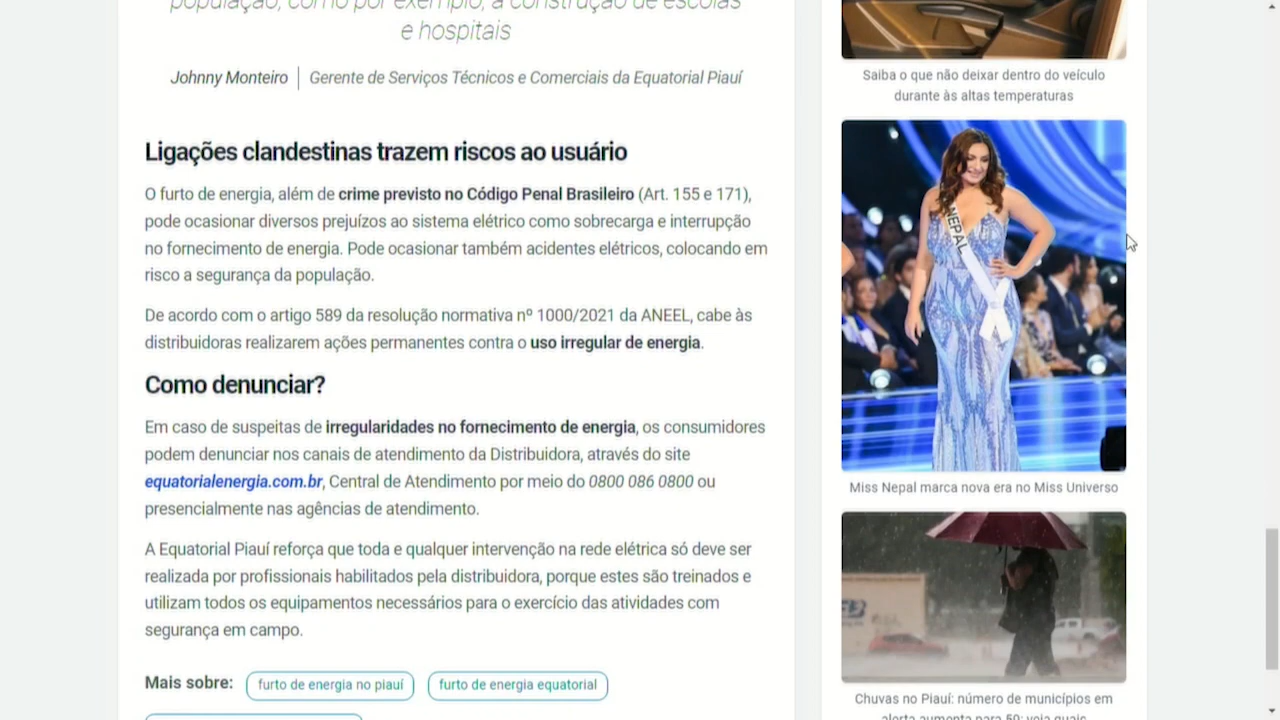 população, como por exemplo, a construção de escolas
e hospitais
Johnny Monteiro | Gerente de Serviços Técnicos e Comerciais da Equatorial Piauí
Ligações clandestinas trazem riscos ao usuário
O furto de energia, além de crime previsto no Código Penal Brasileiro (Art. 155 e 171),
pode ocasionar diversos prejuízos ao sistema elétrico como sobrecarga e interrupção
no fornecimento de energia. Pode ocasionar também acidentes elétricos, colocando em
risco a segurança da população.
De acordo com o artigo 589 da resolução normativa nº 1000/2021 da ANEEL, cabe às
distribuidoras realizarem ações permanentes contra o uso irregular de energia.
Como denunciar?
Em caso de suspeitas de irregularidades no fornecimento de energia, os consumidores
podem denunciar nos canais de atendimento da Distribuidora, através do site
equatorialenergia.com.br, Central de Atendimento por meio do 0800 086 0800 ou
presencialmente nas agências de atendimento.
A Equatorial Piauí reforça que toda e qualquer intervenção na rede elétrica só deve ser
realizada por profissionais habilitados pela distribuidora, porque estes são treinados e
utilizam todos os equipamentos necessários para o exercício das atividades com
segurança em campo.
Mais sobre: furto de energia no piauí furto de energia equatorial
Saiba o que não deixar dentro do veículo
durante às altas temperaturas
NEPAL
Miss Nepal marca nova era no Miss Universo
Chuvas no Piauí: número de municípios em
alerta aumenta para 59; veja quais